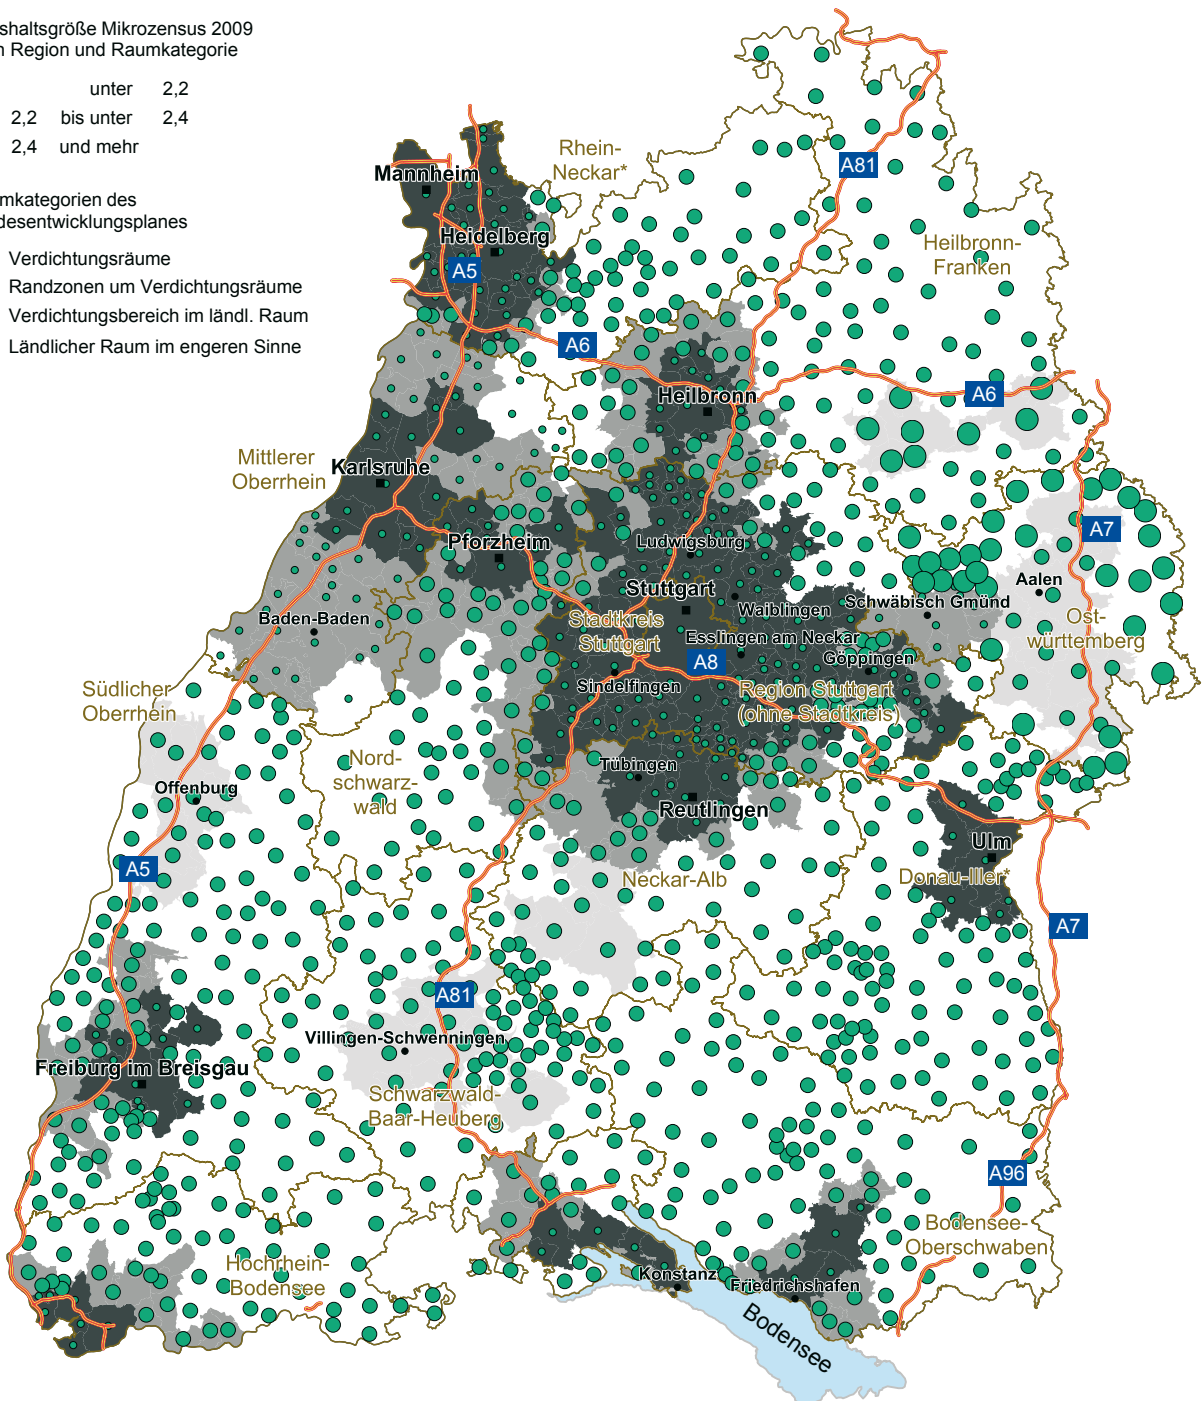 shaltsgröße Mikrozensus 2009
h Region und Raumkategorie
unter 2,2
2,2 bis unter 2,4
2,4 und mehr
mkategorien des
desentwicklungsplanes
Verdichtungsräume
Randzonen um Verdichtungsräume
Verdichtungsbereich im ländl. Raum
Ländlicher Raum im engeren Sinne
Rhein-
Neckar*
A81
Mannheim
Heidelberg
A5
Heilbronn-
Franken
A6
Heilbronn
A6
Mittlerer
Oberrhein
Karlsruhe
A7
Pforzheim
Ludwigsburg
Stuttgart
Waiblingen
Schwäbisch Gmünd
Aalen
Baden-Baden
Stadtkreis
Stuttgart
Esslingen am Neckar
Göppingen
A8
Ost-
württemberg
Sindelfingen
Region Stuttgart
(ohne Stadtkreis)
Südlicher
Oberrhein
Nord-
schwarz-
wald
Tübingen
Offenburg
Reutlingen
Ulm
A5
Neckar-Alb
Donau-Iller*
A7
A81
Villingen-Schwenningen
Freiburg im Breisgau
Schwarzwald-
Baar-Heuberg
A96
Bodensee-
Oberschwaben
Hochrhein-
Bodensee
Konstanz
Friedrichshafen
Bodensee